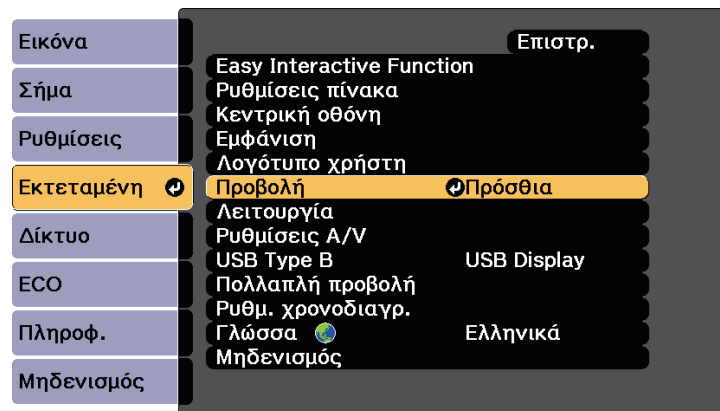 Εικόνα
Σήμα
Ρυθμίσεις
Εκτεταμένη
Δίκτυο
ECO
Πληροφ.
Μηδενισμός
Επιστρ.
Easy Interactive Function
Ρυθμίσεις πίνακα
Κεντρική οθόνη
Εμφάνιση
Λογότυπο χρήστη
Προβολή Πρόσθια
Λειτουργία
Ρυθμίσεις A/V
USB Type B USB Display
Πολλαπλή προβολή
Ρυθμ. χρονοδιαγρ.
Γλώσσα Ελληνικά
Μηδενισμός